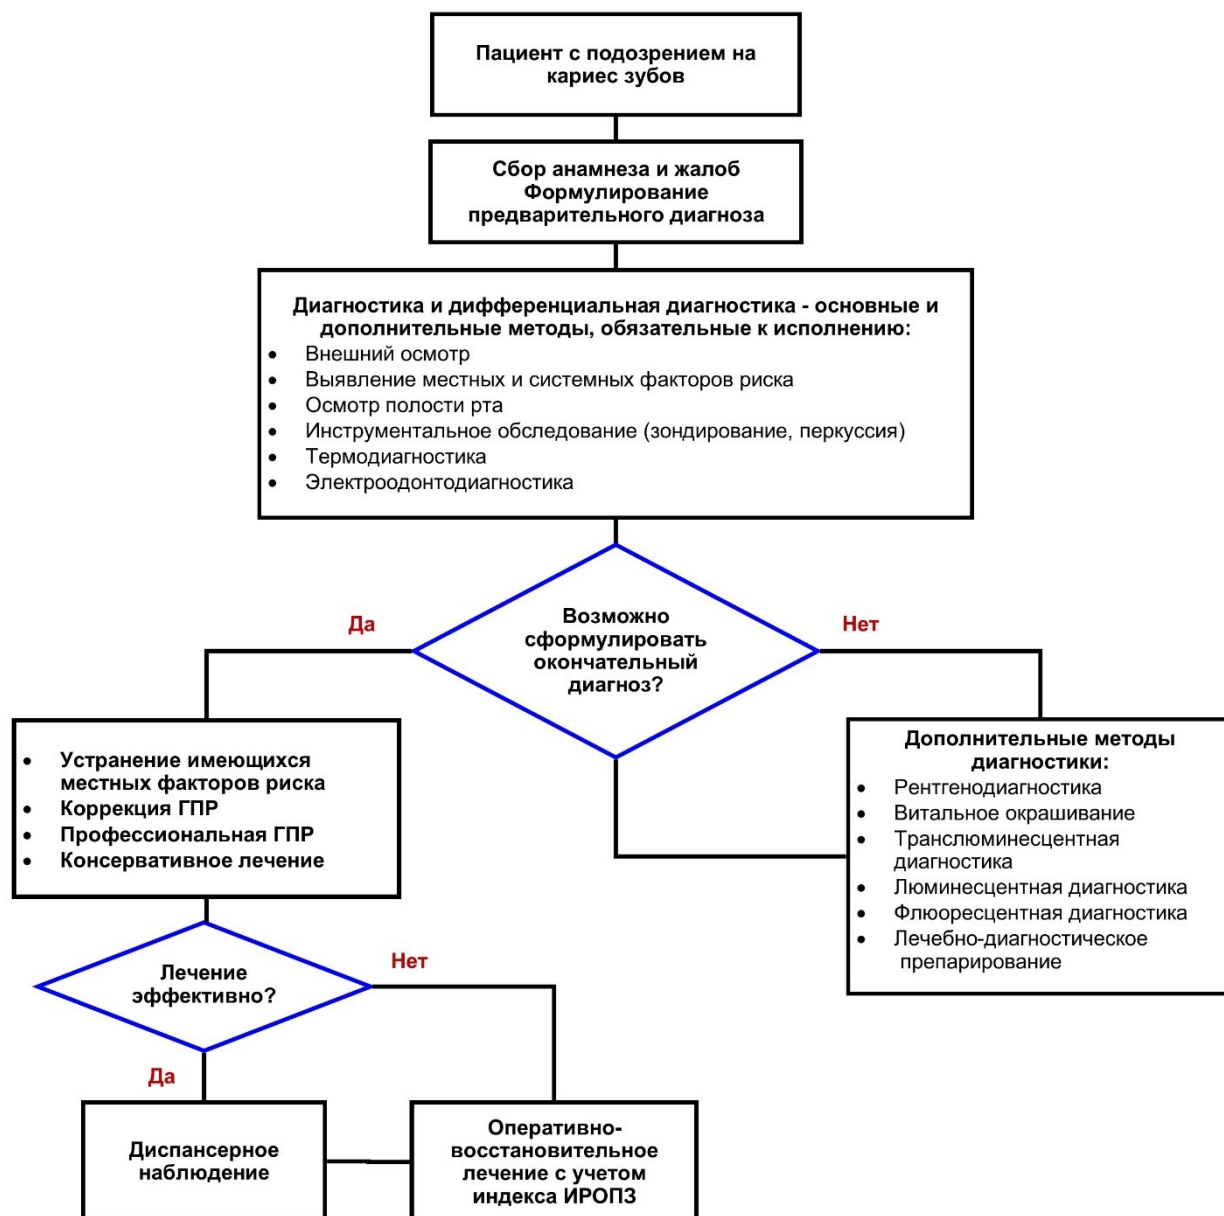 Пациент с подозрением на
кариес зубов
Сбор анамнеза и жалоб
Формулирование
предварительного диагноза
Диагностика и дифференциальная диагностика - основные и
дополнительные методы, обязательные к исполнению:
• Внешний осмотр
• Выявление местных и системных факторов риска
• Осмотр полости рта
• Инструментальное обследование (зондирование, перкуссия)
• Термодиагностика
• Электроодонтодиагностика
Возможно
сформулировать
окончательный
диагноз?
Да
Нет
• Устранение имеющихся
местных факторов риска
• Коррекция ГПР
• Профессиональная ГПР
• Консервативное лечение
Дополнительные методы
диагностики:
• Рентгенодиагностика
• Витальное окрашивание
• Транслюминесцентная
диагностика
• Люминесцентная диагностика
• Флюоресцентная диагностика
• Лечебно-диагностическое
препарирование
Лечение
эффективно?
Нет
Да
Диспансерное
наблюдение
Оперативно-
восстановительное
лечение с учетом
индекса ИРОПЗ